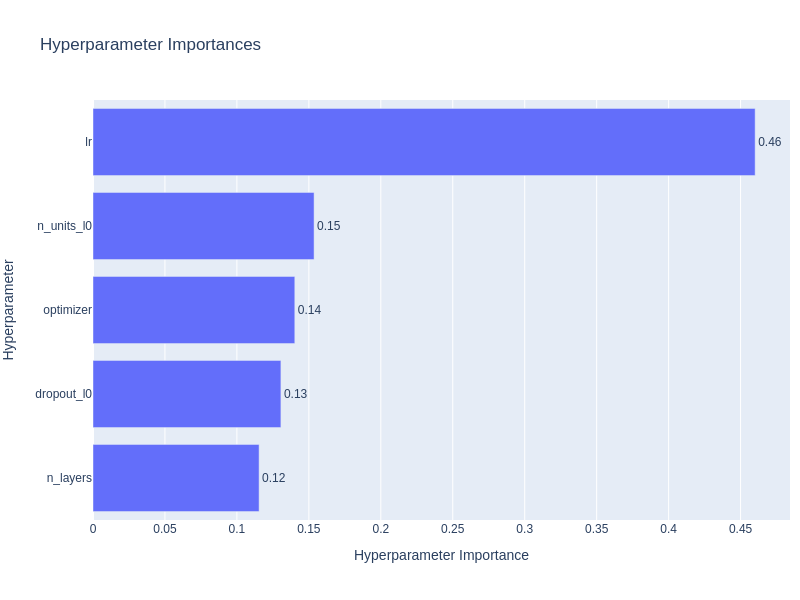 Hyperparameter Importances
lr
0.46
n_units_l0
0.15
Hyperparameter
optimizer
0.14
dropout_l0
0.13
n_layers
0.12
0
0.05
0.1
0.15
0.2
0.25
0.3
0.35
0.4
0.45
Hyperparameter Importance